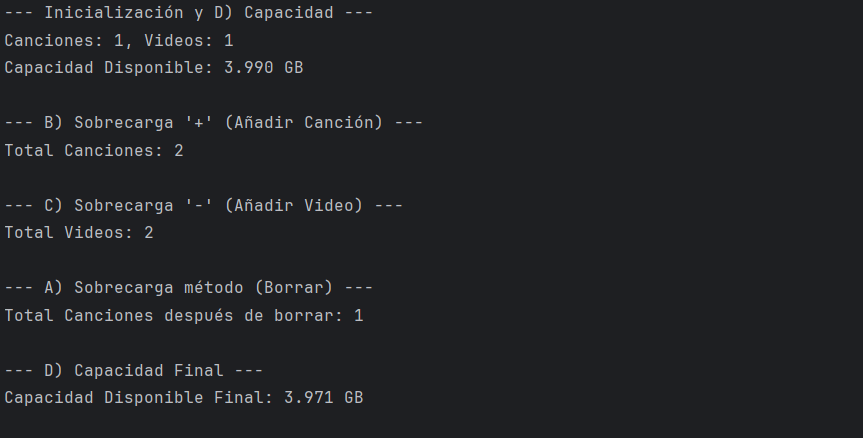 --- Inicialización y D) Capacidad ---
Canciones: 1, Videos: 1
Capacidad Disponible: 3.990 GB
--- B) Sobrecarga '+' (Añadir Canción) ---
Total Canciones: 2
--- C) Sobrecarga '-' (Añadir Video) ---
Total Videos: 2
--- A) Sobrecarga método (Borrar) ---
Total Canciones después de borrar: 1
--- D) Capacidad Final ---
Capacidad Disponible Final: 3.971 GB